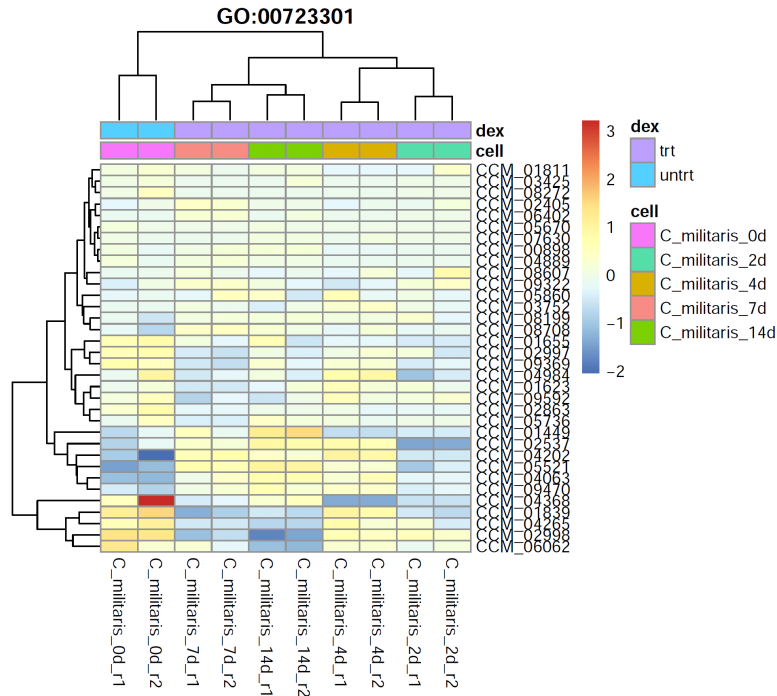 GO:00723301
dex
cell
CCM_01811
CCM_03425
CCM_08272
CCM_02405
CCM_06402
CCM_05670
CCM_07630
CCM_00898
CCM_04889
CCM_08607
CCM_09322
CCM_05860
CCM_03752
CCM_08199
CCM_08708
CCM_01655
CCM_02997
CCM_09369
CCM_04984
CCM_01623
CCM_09592
CCM_02863
CCM_05736
CCM_01449
CCM_02537
CCM_04202
CCM_05521
CCM_04063
CCM_09470
CCM_04368
CCM_01839
CCM_04265
CCM_02998
CCM_06062
C_militaris_0d_r1
C_militaris_0d_r2
C_militaris_7d_r1
C_militaris_7d_r2
C_militaris_14d_r1
C_militaris_14d_r2
C_militaris_4d_r1
C_militaris_4d_r2
C_militaris_2d_r1
C_militaris_2d_r2
3
2
1
0
−1
−2
dex
trt
untrt
cell
C_militaris_0d
C_militaris_2d
C_militaris_4d
C_militaris_7d
C_militaris_14d